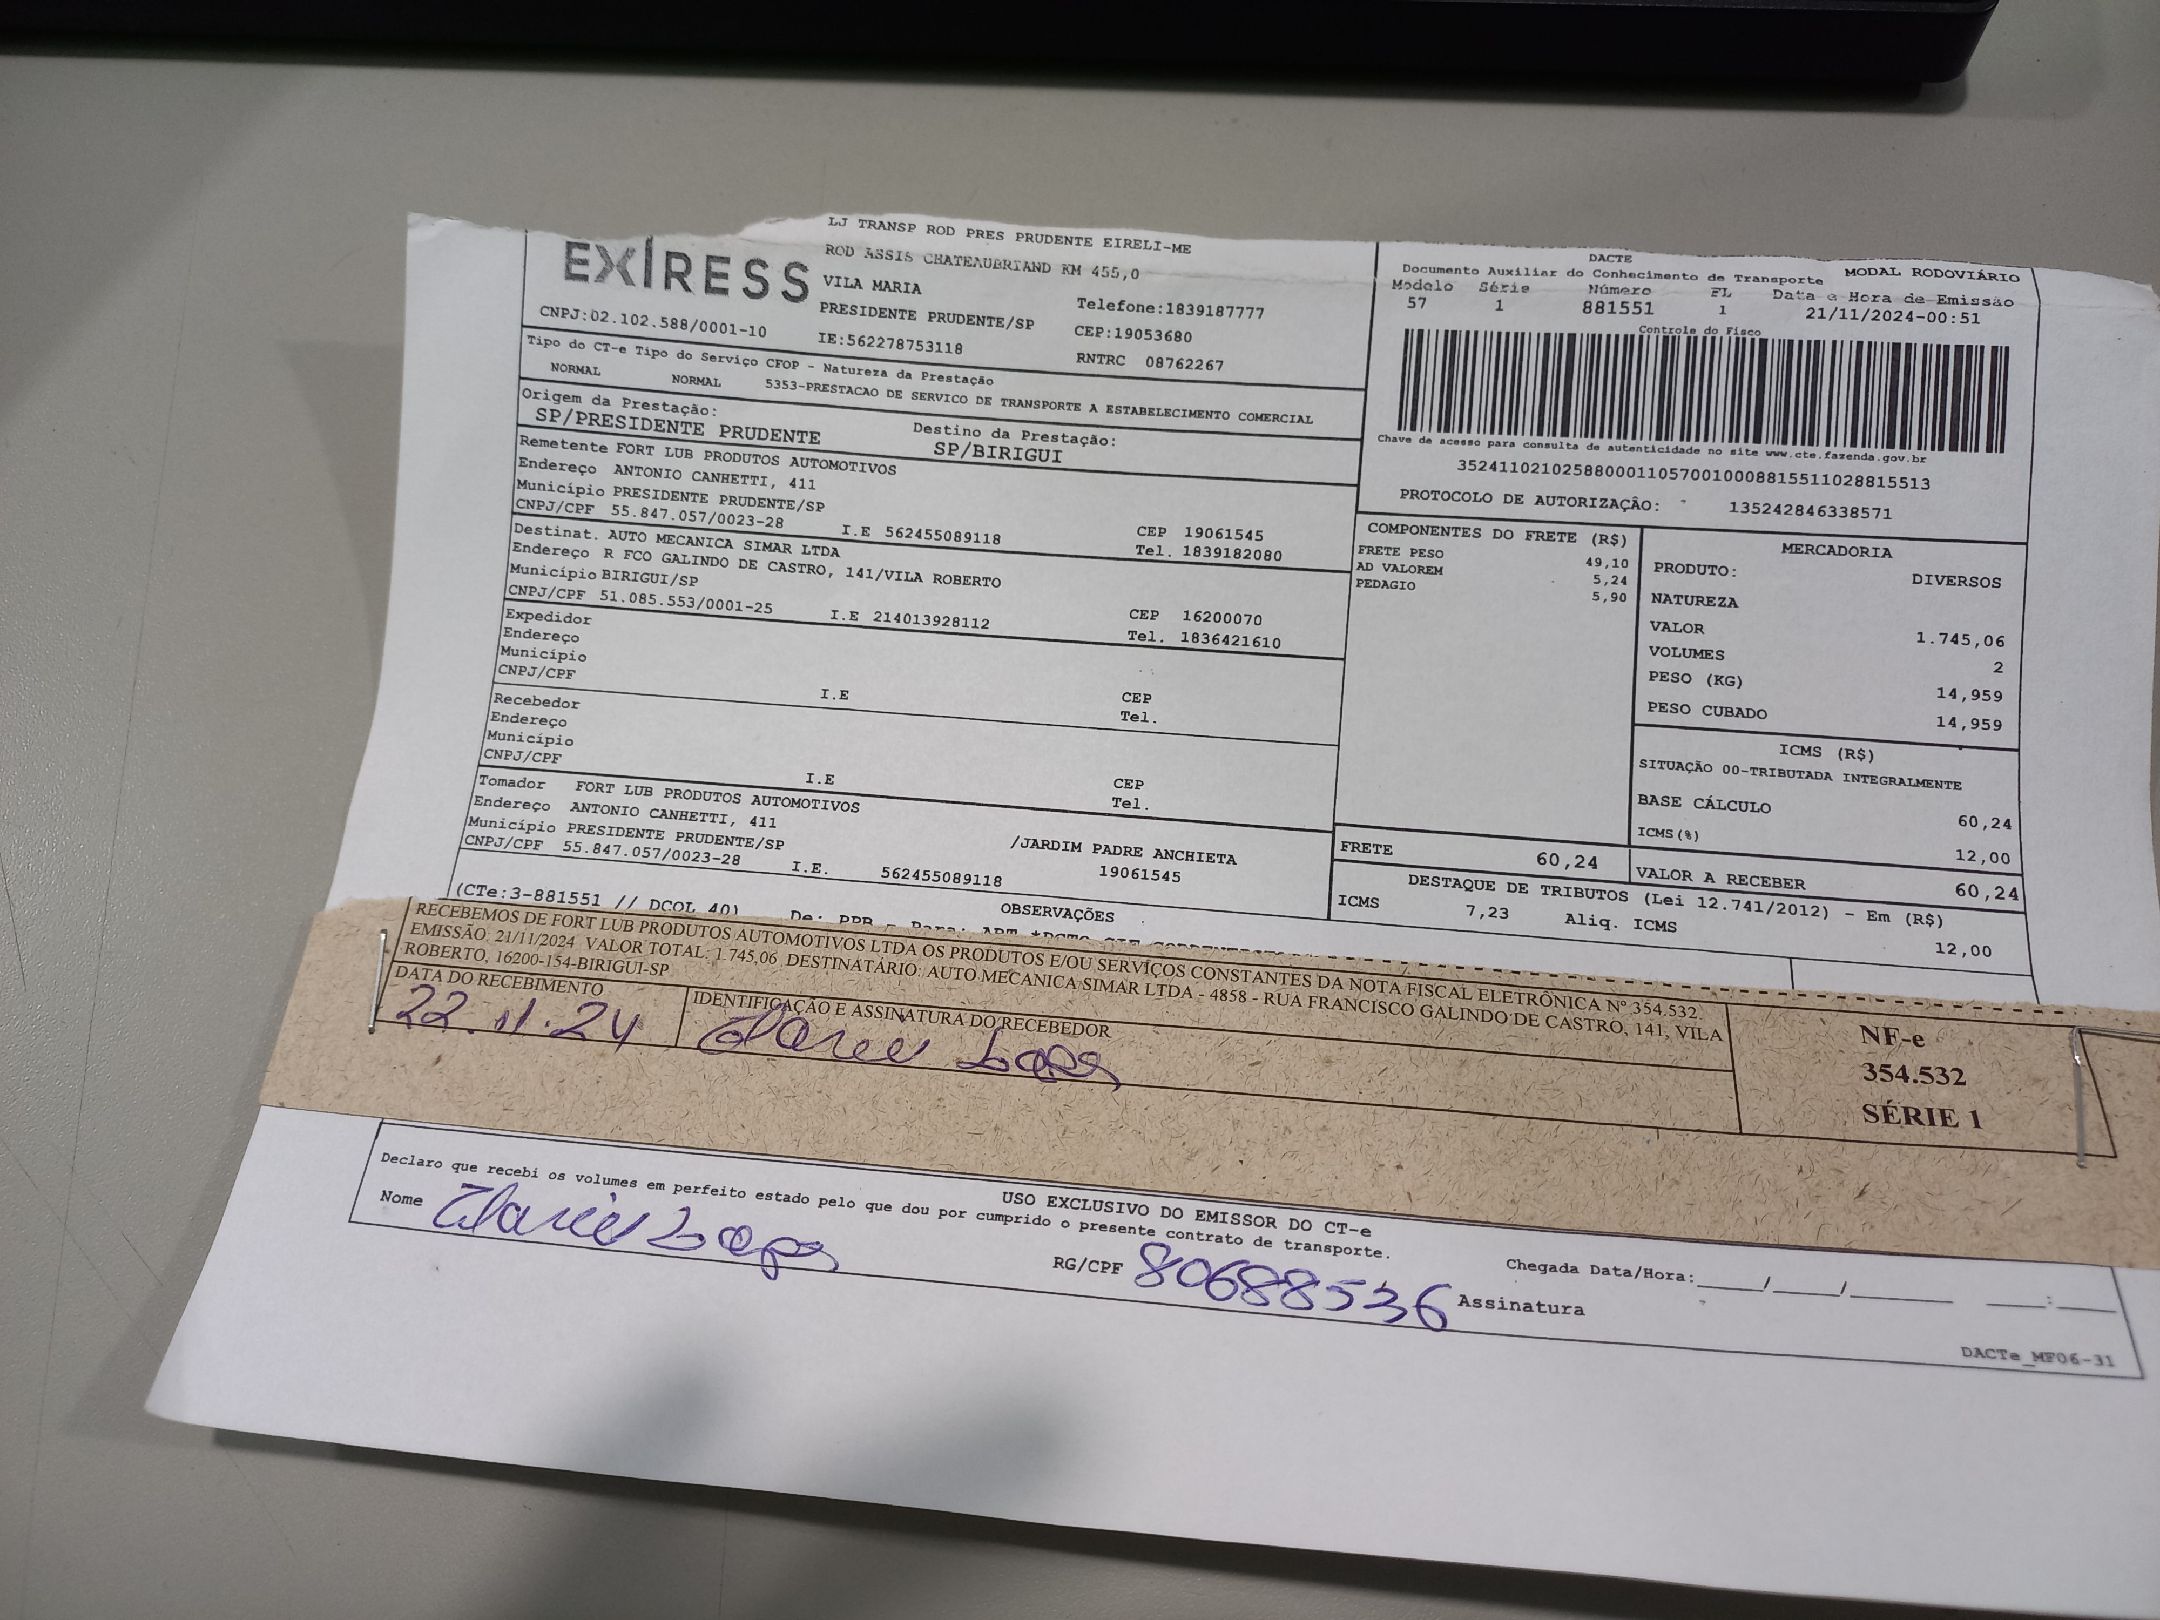 EXPRESS
LJ TRANSP ROD PRES PRUDENTE EIRELI-ME
ROD ASSIS CHATEAUBRIAND KM 455,0
VILA MARIA
PRESIDENTE PRUDENTE/SP
Telefone:1839187777
CEP:19053680
CNPJ:02.102.588/0001-10
IE:562278753118
RNTRC 08762267
Tipo do CT-e Tipo do Serviço CFOP - Natureza da Prestação
NORMAL NORMAL 5353-PRESTACAO DE SERVICO DE TRANSPORTE A ESTABELECIMENTO COMERCIAL
Origem da Prestação:
SP/PRESIDENTE PRUDENTE
Destino da Prestação:
SP/BIRIGUI
Remetente FORT LUB PRODUTOS AUTOMOTIVOS
Endereço ANTONIO CANHETTI, 411
Município PRESIDENTE PRUDENTE/SP
CNPJ/CPF 55.847.057/0023-28 I.E 562455089118
CEP 19061545
Tel. 1839182080
Destinat. AUTO MECANICA SIMAR LTDA
Endereço R FCO GALINDO DE CASTRO, 141/VILA ROBERTO
Município BIRIGUI/SP
CNPJ/CPF 51.085.553/0001-25 I.E 214013928112
CEP 16200070
Tel. 1836421610
Expedidor
Endereço
Município
CNPJ/CPF I.E
CEP
Tel.
Recebedor
Endereço
Município
CNPJ/CPF I.E
CEP
Tel.
Tomador FORT LUB PRODUTOS AUTOMOTIVOS
Endereço ANTONIO CANHETTI, 411 /JARDIM PADRE ANCHIETA
Município PRESIDENTE PRUDENTE/SP 19061545
CNPJ/CPF 55.847.057/0023-28 I.E. 562455089118
OBSERVAÇÕES
(CTe:3-881551 // DCOL 40)
DACTE
Documento Auxiliar do Conhecimento de Transporte
MODAL RODOVIÁRIO
Modelo Série Número FL Data e Hora de Emissão
57 1 881551 1 21/11/2024-00:51
Controle do Fisco
Chave de acesso para consulta de autenticidade no site www.cte.fazenda.gov.br
35241102102588000110570010008815511028815513
PROTOCOLO DE AUTORIZAÇÃO: 135242846338571
COMPONENTES DO FRETE (R$)
FRETE PESO 49,10
AD VALOREM 5,24
PEDAGIO 5,90
MERCADORIA
PRODUTO: DIVERSOS
NATUREZA
VALOR 1.745,06
VOLUMES 2
PESO (KG) 14,959
PESO CUBADO 14,959
ICMS (R$)
SITUAÇÃO 00-TRIBUTADA INTEGRALMENTE
BASE CÁLCULO 60,24
ICMS(%) 12,00
FRETE 60,24
VALOR A RECEBER 60,24
DESTAQUE DE TRIBUTOS (Lei 12.741/2012) - Em (R$)
ICMS 7,23 Aliq. ICMS 12,00
RECEBEMOS DE FORT LUB PRODUTOS AUTOMOTIVOS LTDA OS PRODUTOS E/OU SERVIÇOS CONSTANTES DA NOTA FISCAL ELETRÔNICA Nº 354.532.
EMISSÃO: 21/11/2024 VALOR TOTAL: 1.745,06 DESTINATÁRIO: AUTO MECANICA SIMAR LTDA - 4858 - RUA FRANCISCO GALINDO DE CASTRO, 141, VILA
ROBERTO, 16200-154-BIRIGUI-SP
DATA DO RECEBIMENTO
22.11.24
IDENTIFICAÇÃO E ASSINATURA DO RECEBEDOR
NF-e
354.532
SÉRIE 1
USO EXCLUSIVO DO EMISSOR DO CT-e
Declaro que recebi os volumes em perfeito estado pelo que dou por cumprido o presente contrato de transporte.
Nome
RG/CPF 80688536
Assinatura
Chegada Data/Hora:____/____/______ ___:____
DACTe_MF06-31